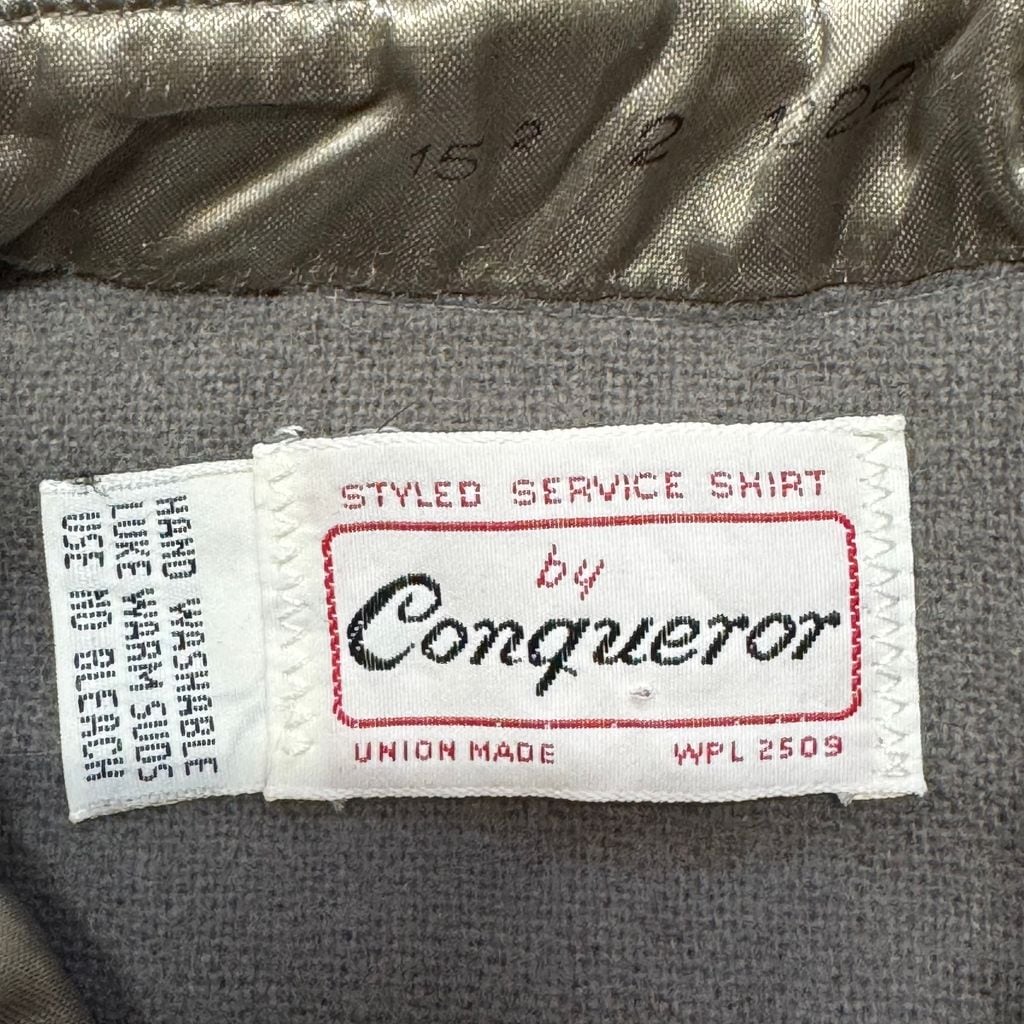 15 2 2
STYLED SERVICE SHIRT
by
Conqueror
UNION MADE WPL 2509
HAND WASHABLE
LUKE WARM SUDS
USE NO BLEACH